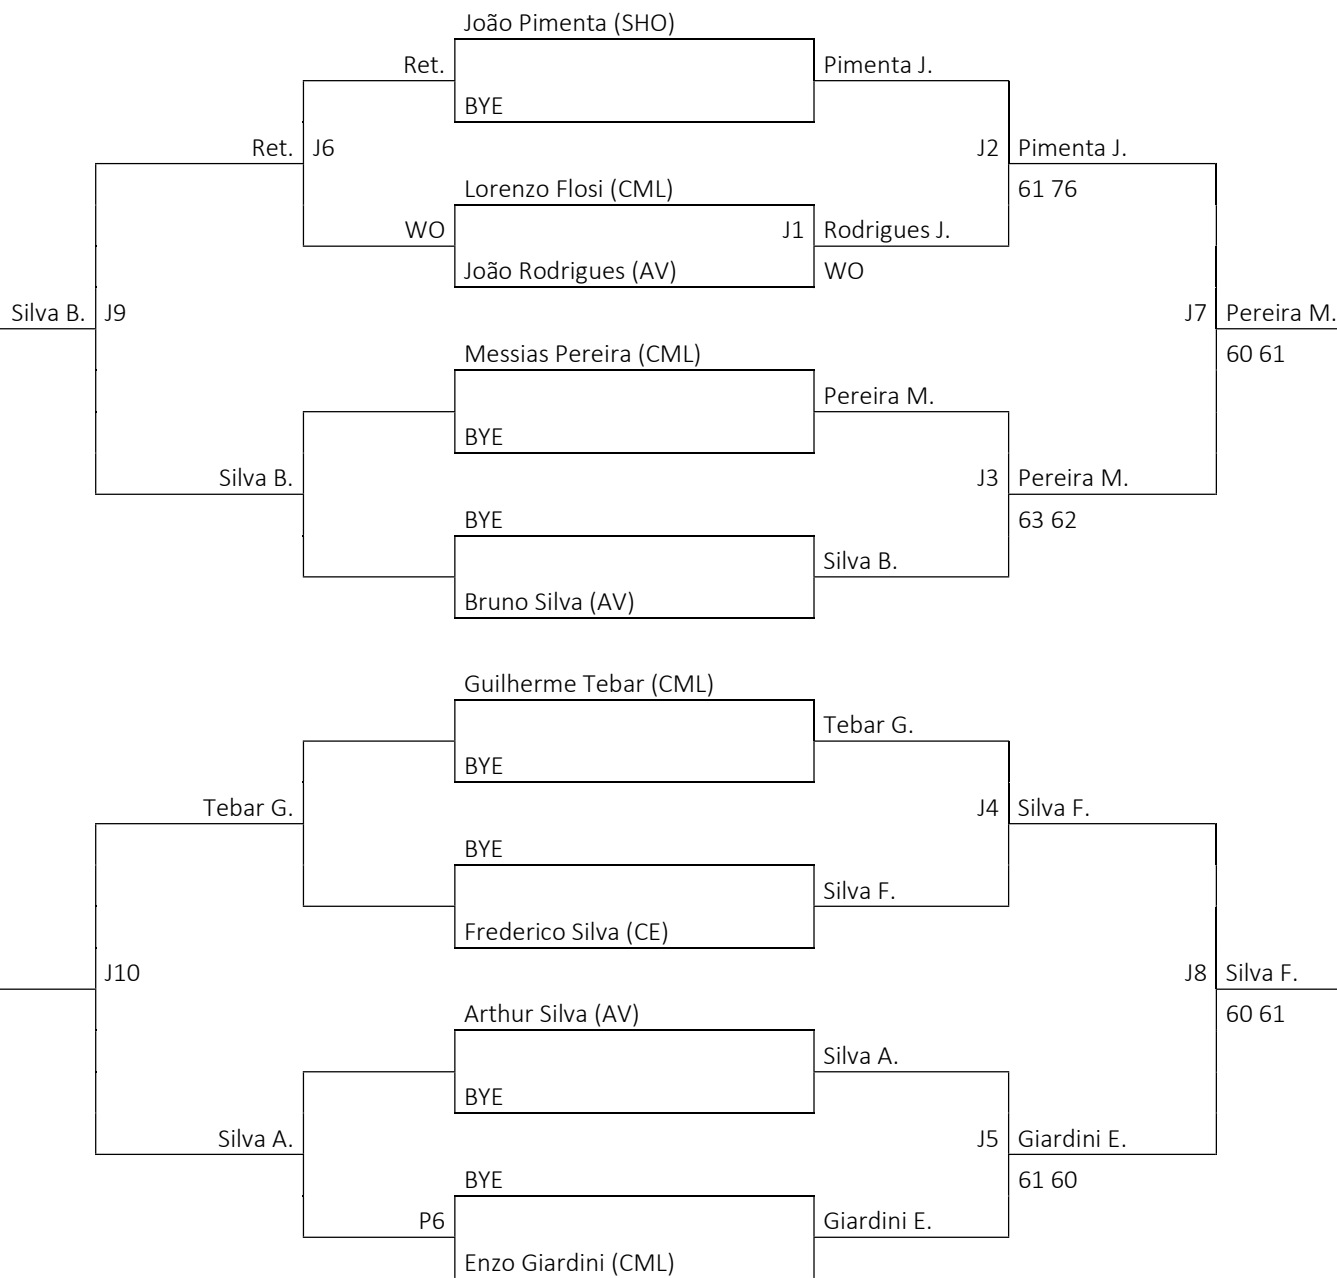 João Pimenta (SHO)
Ret. Pimenta J.
BYE
Ret. J6 J2 Pimenta J.
Lorenzo Flosi (CML) 61 76
WO J1 Rodrigues J.
João Rodrigues (AV) WO
Silva B. J9 J7 Pereira M.
Messias Pereira (CML) 60 61
Pereira M.
BYE
Silva B. J3 Pereira M.
BYE 63 62
Silva B.
Bruno Silva (AV)
Guilherme Tebar (CML)
Tebar G.
BYE
Tebar G. J4 Silva F.
BYE
Silva F.
Frederico Silva (CE)
J10 J8 Silva F.
Arthur Silva (AV) 60 61
Silva A.
BYE
Silva A. J5 Giardini E.
BYE 61 60
P6 Giardini E.
Enzo Giardini (CML)